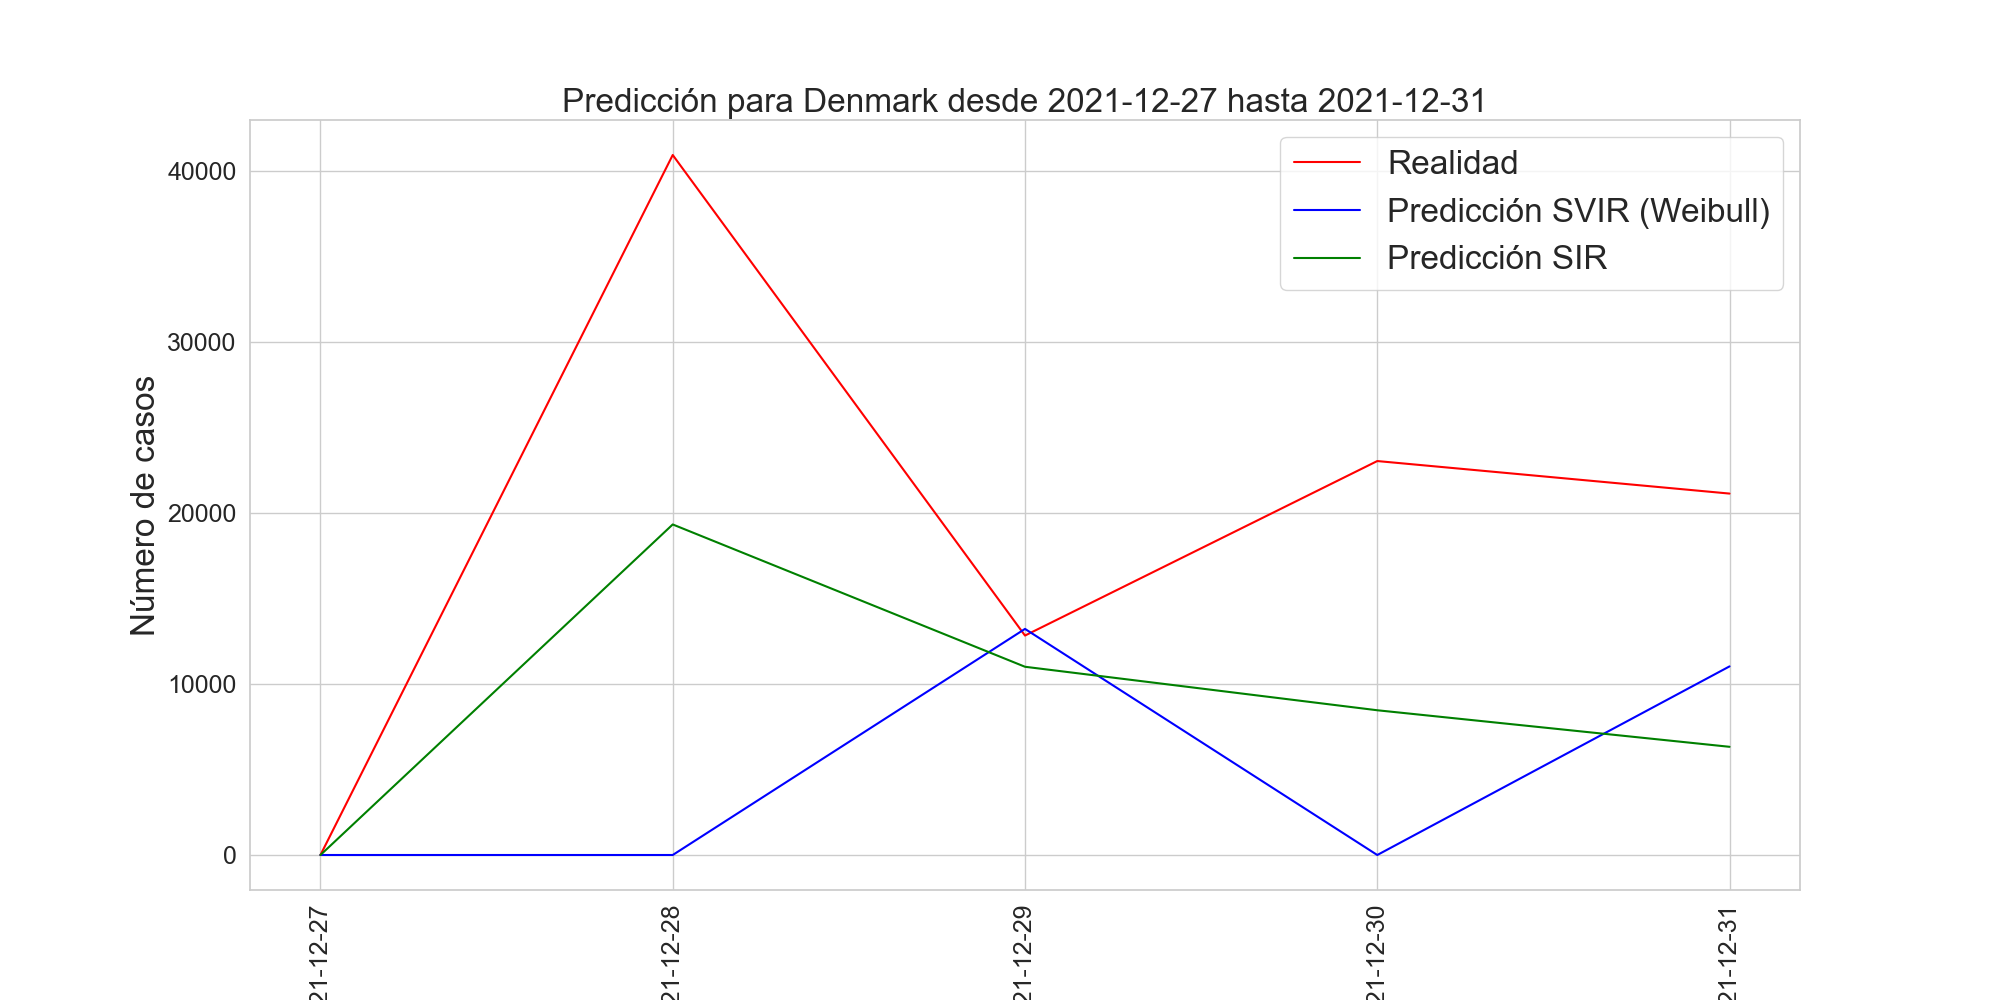 Predicción para Denmark desde 2021-12-27 hasta 2021-12-31
Realidad
Predicción SVIR (Weibull)
Predicción SIR
Número de casos
40000
30000
20000
10000
0
21-12-27
21-12-28
21-12-29
21-12-30
21-12-31